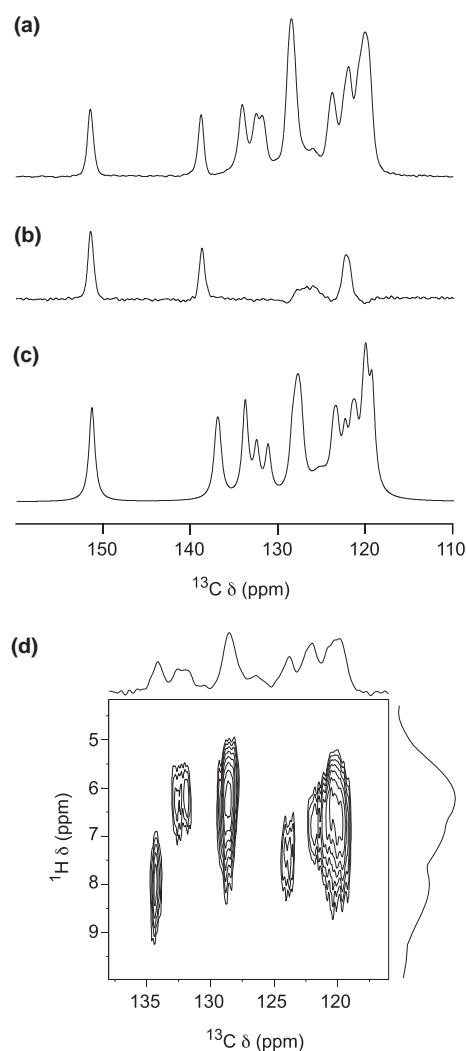 (a)
(b)
(c)
150 140 130 120 110
¹³C δ (ppm)
(d)
5
6
7
8
9
¹H δ (ppm)
135 130 125 120
¹³C δ (ppm)